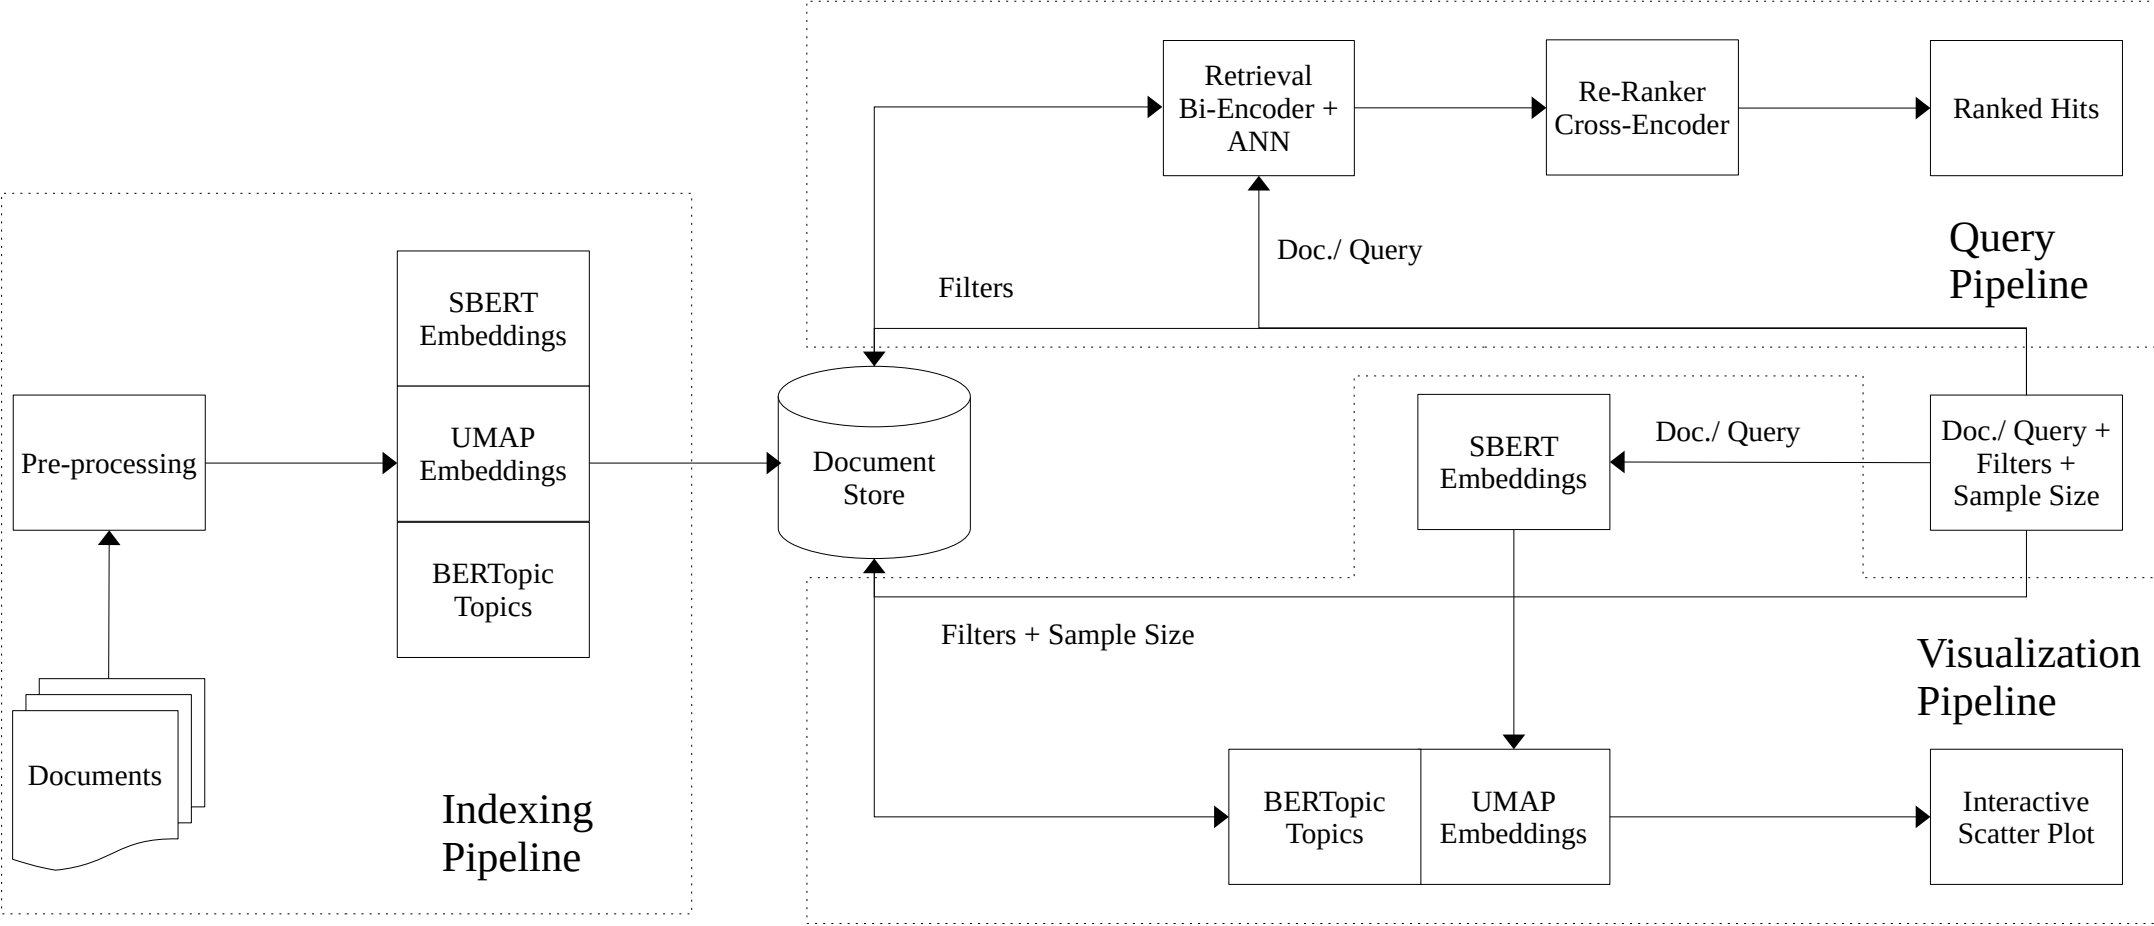 Retrieval
Bi-Encoder +
ANN
Re-Ranker
Cross-Encoder
Ranked Hits
Doc./ Query
Filters
Query
Pipeline
SBERT
Embeddings
UMAP
Embeddings
BERTopic
Topics
Pre-processing
Documents
Indexing
Pipeline
Document
Store
SBERT
Embeddings
Doc./ Query
Doc./ Query +
Filters +
Sample Size
Filters + Sample Size
Visualization
Pipeline
BERTopic
Topics
UMAP
Embeddings
Interactive
Scatter Plot